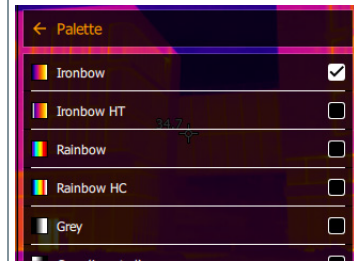 ← Palette
Ironbow
Ironbow HT
34.7
Rainbow
Rainbow HC
Grey